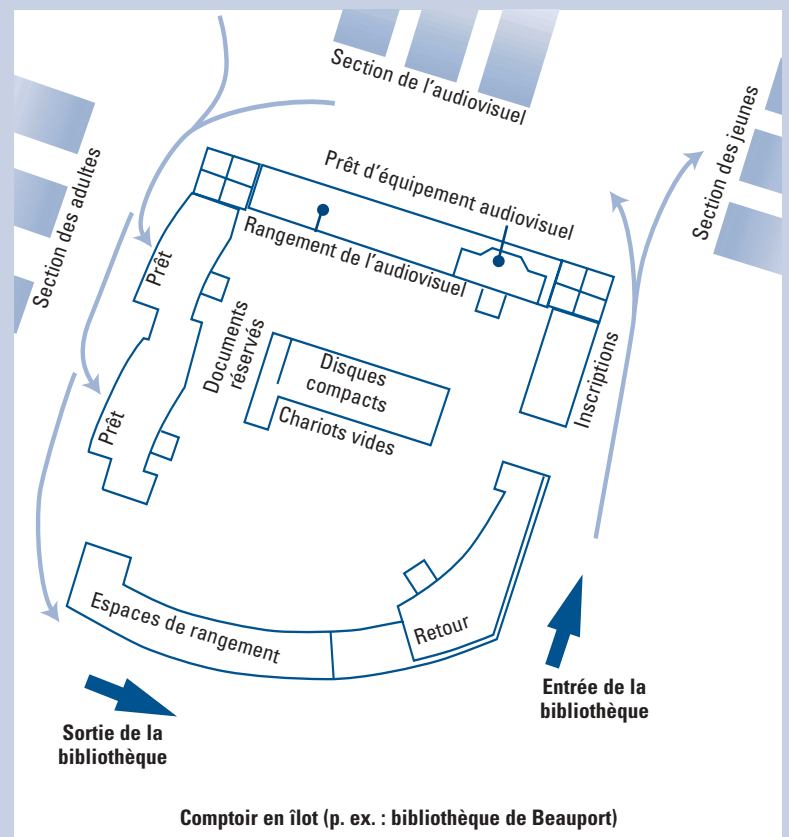 Section de l'audiovisuel
Section des jeunes
Section des adultes
Prêt d'équipement audiovisuel
Rangement de l'audiovisuel
Prêt
Documents
réservés
Disques
compacts
Chariots vides
Inscriptions
Prêt
Espaces de rangement
Retour
Entrée de la
bibliothèque
Sortie de la
bibliothèque
Comptoir en îlot (p. ex. : bibliothèque de Beauport)